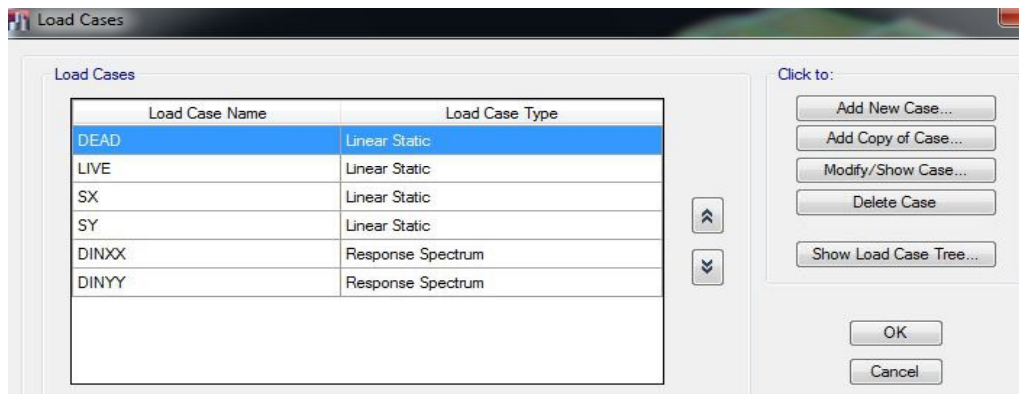 Load Cases
Load Cases
Click to:
Load Case Name Load Case Type
DEAD Linear Static
LIVE Linear Static
SX Linear Static
SY Linear Static
DINXX Response Spectrum
DINYY Response Spectrum
Add New Case...
Add Copy of Case...
Modify/Show Case...
Delete Case
Show Load Case Tree...
OK
Cancel